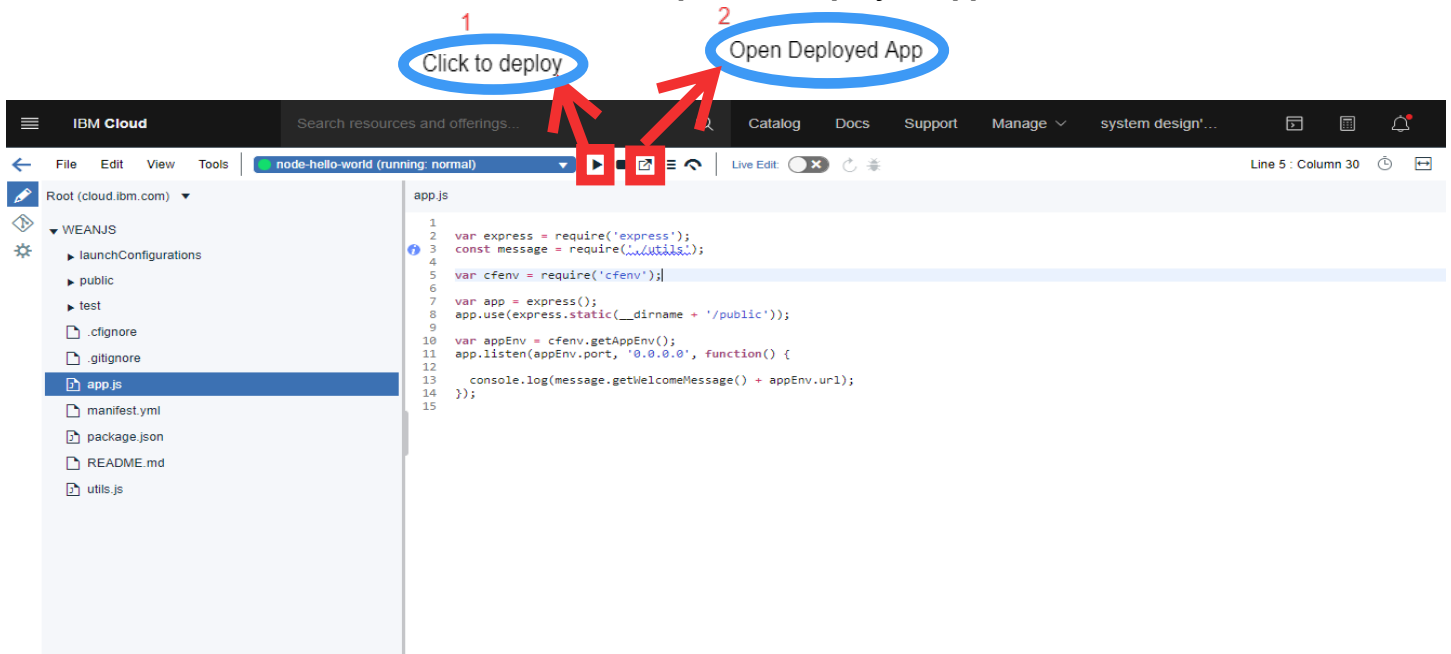 1
2
Click to deploy
Open Deployed App
IBM Cloud
Search resources and offerings...
Catalog
Docs
Support
Manage
system design'...
File
Edit
View
Tools
node-hello-world (running: normal)
Live Edit:
Line 5 : Column 30
Root (cloud.ibm.com)
WEANJS
launchConfigurations
public
test
.cfignore
.gitignore
app.js
manifest.yml
package.json
README.md
utils.js
app.js
1
2 var express = require('express');
3 const message = require('./utils');
4
5 var cfenv = require('cfenv');
6
7 var app = express();
8 app.use(express.static(__dirname + '/public'));
9
10 var appEnv = cfenv.getAppEnv();
11 app.listen(appEnv.port, '0.0.0.0', function() {
12
13 console.log(message.getWelcomeMessage() + appEnv.url);
14 });
15